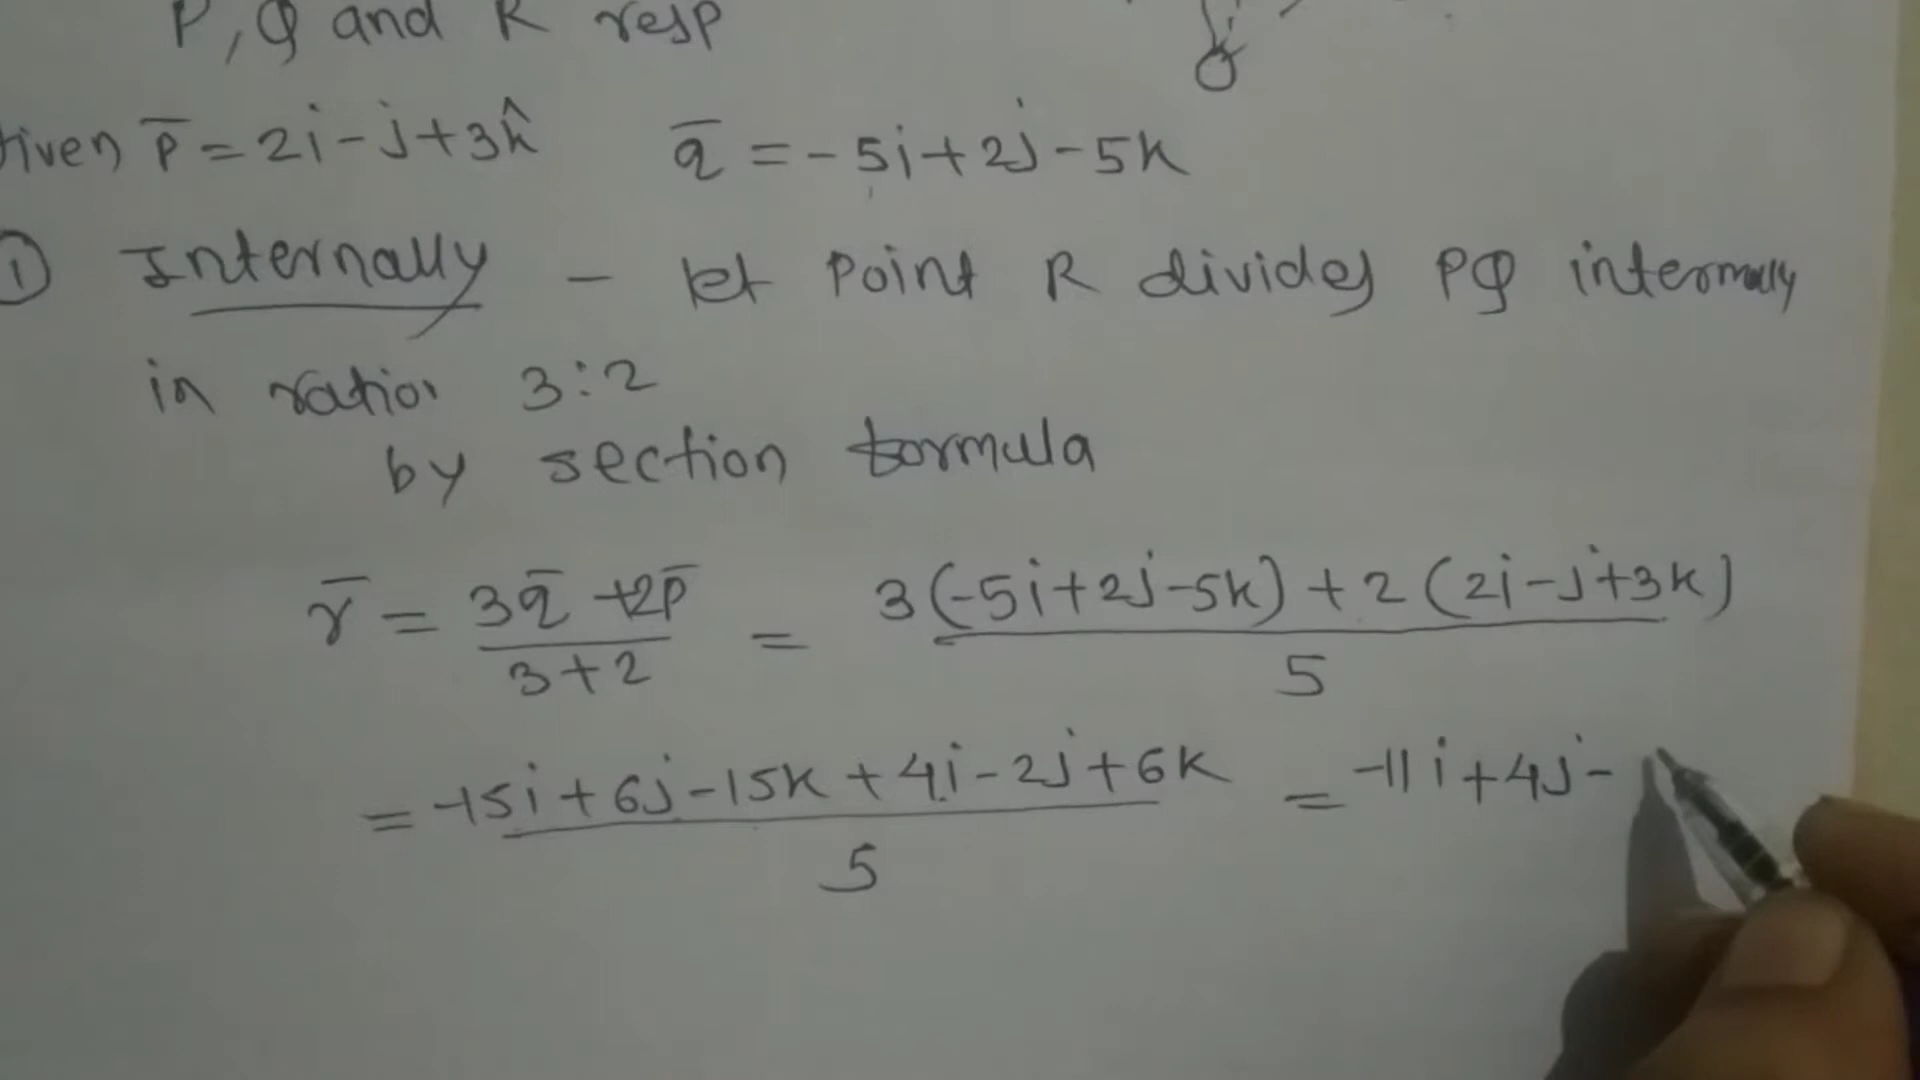 P, Q and R resp
Given p̅ = 2i - j + 3k̂ q̅ = - 5i + 2j - 5k
① Internally - let point R divides PQ internally
in ratio 3:2
by section formula
r̅ = (3q̅ + 2p̅)/(3+2) = (3(-5i+2j-5k) + 2(2i-j+3k))/5
= (-15i + 6j - 15k + 4i - 2j + 6k)/5 = -11i + 4j -